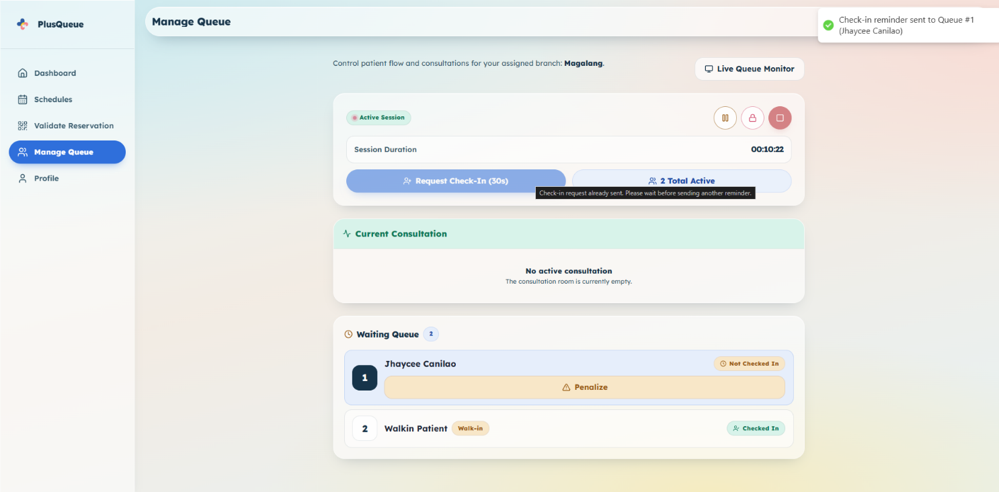 PlusQueue
Dashboard
Schedules
Validate Reservation
Manage Queue
Profile
Manage Queue
Check-in reminder sent to Queue #1
(Jhaycee Canilao)
Control patient flow and consultations for your assigned branch: Magalang.
Live Queue Monitor
Active Session
Session Duration
00:10:22
Request Check-In (30s)
2 Total Active
Check-in request already sent. Please wait before sending another reminder.
Current Consultation
No active consultation
The consultation room is currently empty.
Waiting Queue 2
1
Jhaycee Canilao
Not Checked In
Penalize
2
Walkin Patient
Walk-in
Checked In